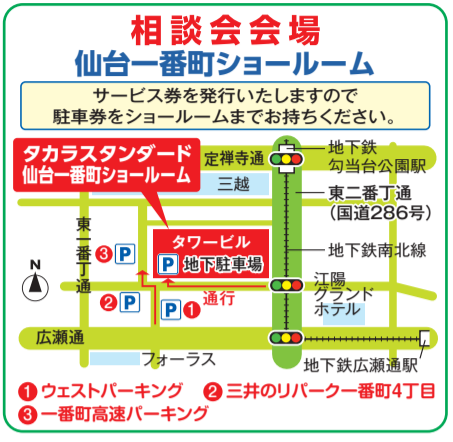 相談会会場
仙台一番町ショールーム
サービス券を発行いたしますので
駐車券をショールームまでお持ちください。
タカラスタンダード
仙台一番町ショールーム
定禅寺通
地下鉄
勾当台公園駅
三越
東二番丁通
(国道286号)
東一番丁通
タワービル
P 地下駐車場
地下鉄南北線
❸ P
N
❷ P
P ❶
通行
江陽
グランド
ホテル
広瀬通
フォーラス
地下鉄広瀬通駅
❶ ウェストパーキング ❷ 三井のリパーク一番町4丁目
❸ 一番町高速パーキング